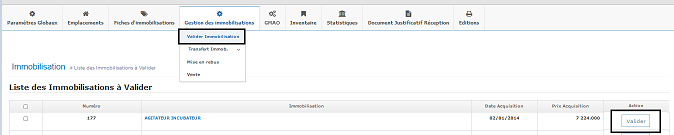 Paramètres Globaux Emplacements Fiches d'immobilisations Gestion des immobilisations GMAO Inventaire Statistiques Document Justificatif Réception Editions
Valider Immobilisation
Transfert Immob.
Mise en rebus
Vente
Immobilisation » Liste des Immobilisations à Valider
Liste des Immobilisations à Valider
Numéro Immobilisation Date Acquisition Prix Acquisition Action
177 AGITATEUR INCUBATEUR 02/01/2014 7 224.000 Valider